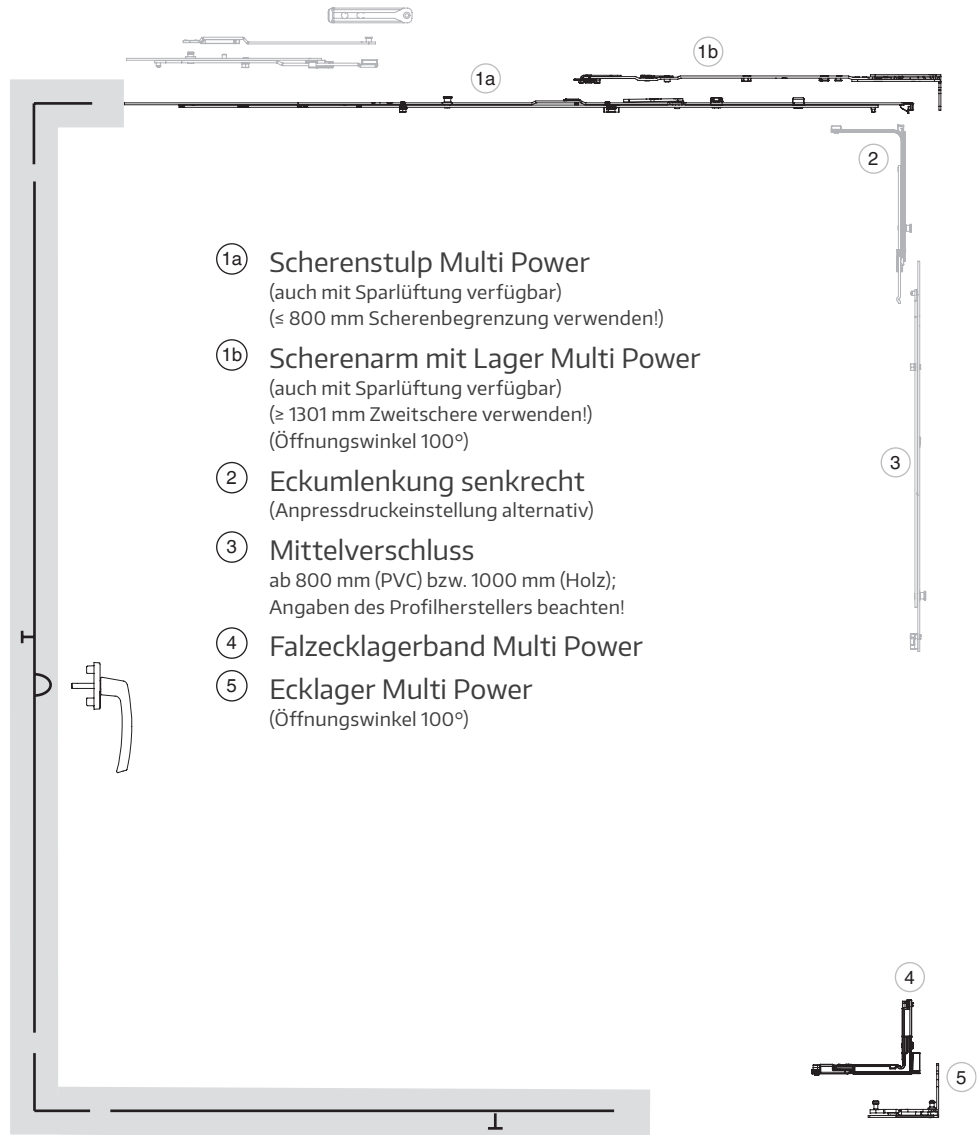 1a
1b
2
1a Scherenstulp Multi Power
(auch mit Sparlüftung verfügbar)
(≤ 800 mm Scherenbegrenzung verwenden!)
1b Scherenarm mit Lager Multi Power
(auch mit Sparlüftung verfügbar)
(≥ 1301 mm Zweitschere verwenden!)
(Öffnungswinkel 100°)
2 Eckumlenkung senkrecht
(Anpressdruckeinstellung alternativ)
3
3 Mittelverschluss
ab 800 mm (PVC) bzw. 1000 mm (Holz);
Angaben des Profilherstellers beachten!
4 Falzecklagerband Multi Power
5 Ecklager Multi Power
(Öffnungswinkel 100°)
4
5